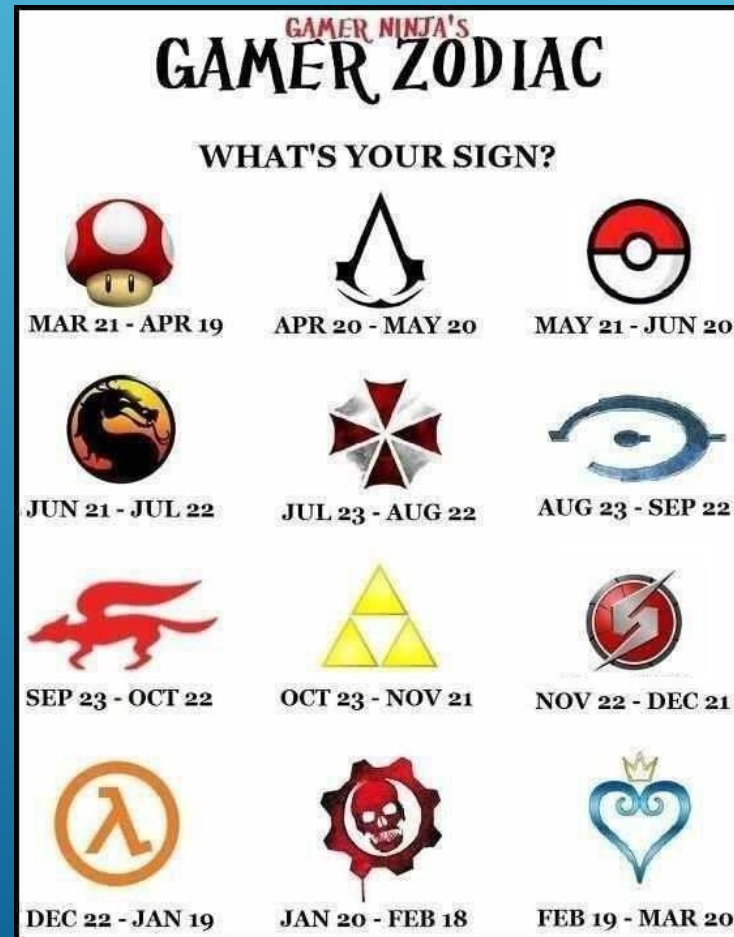 GAMER NINJA'S
GAMER ZODIAC
WHAT'S YOUR SIGN?
MAR 21 - APR 19
APR 20 - MAY 20
MAY 21 - JUN 20
JUN 21 - JUL 22
JUL 23 - AUG 22
AUG 23 - SEP 22
SEP 23 - OCT 22
OCT 23 - NOV 21
NOV 22 - DEC 21
λ
DEC 22 - JAN 19
JAN 20 - FEB 18
FEB 19 - MAR 20